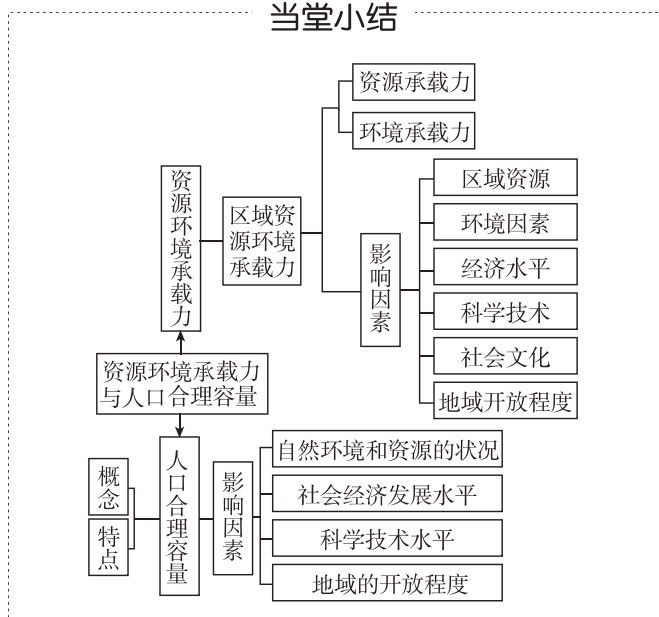 当堂小结
资源承载力
环境承载力
资源环境承载力
区域资
源环境
承载力
影响因素
区域资源
环境因素
经济水平
科学技术
社会文化
地域开放程度
资源环境承载力
与人口合理容量
概念
特点
人口合理容量
影响因素
自然环境和资源的状况
社会经济发展水平
科学技术水平
地域的开放程度